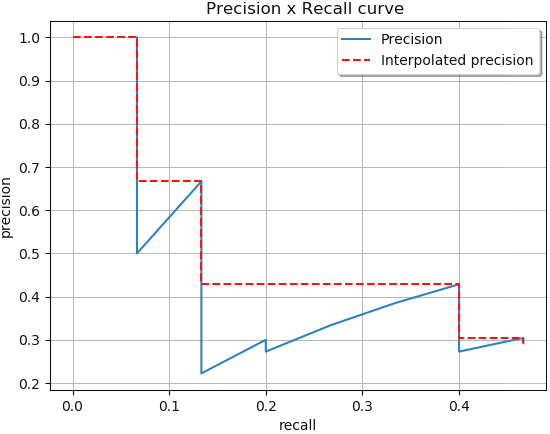 Precision x Recall curve
Precision
Interpolated precision
precision
1.0
0.9
0.8
0.7
0.6
0.5
0.4
0.3
0.2
0.0 0.1 0.2 0.3 0.4
recall